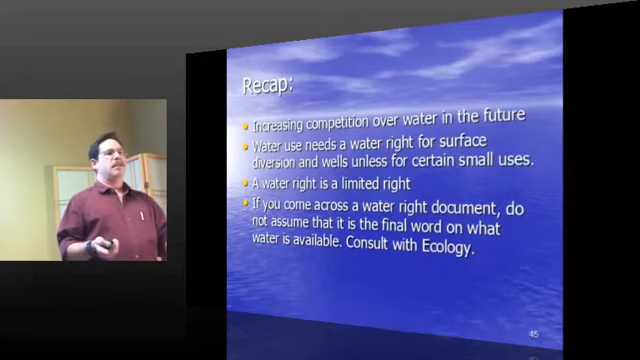 Recap:
Increasing competition over water in the future
Water use needs a water right for surface
diversion and wells unless for certain small uses.
A water right is a limited right
If you come across a water right document, do
not assume that it is the final word on what
water is available. Consult with Ecology.
45